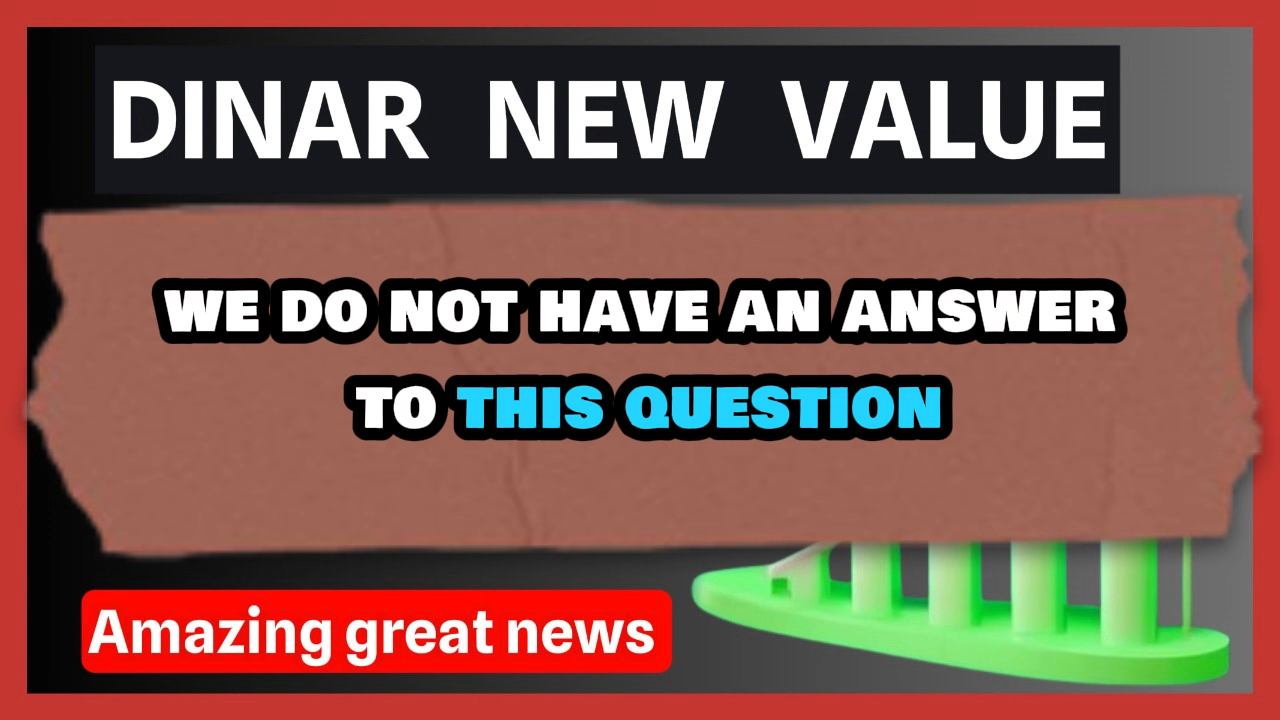 DINAR NEW VALUE
WE DO NOT HAVE AN ANSWER
TO THIS QUESTION
Amazing great news